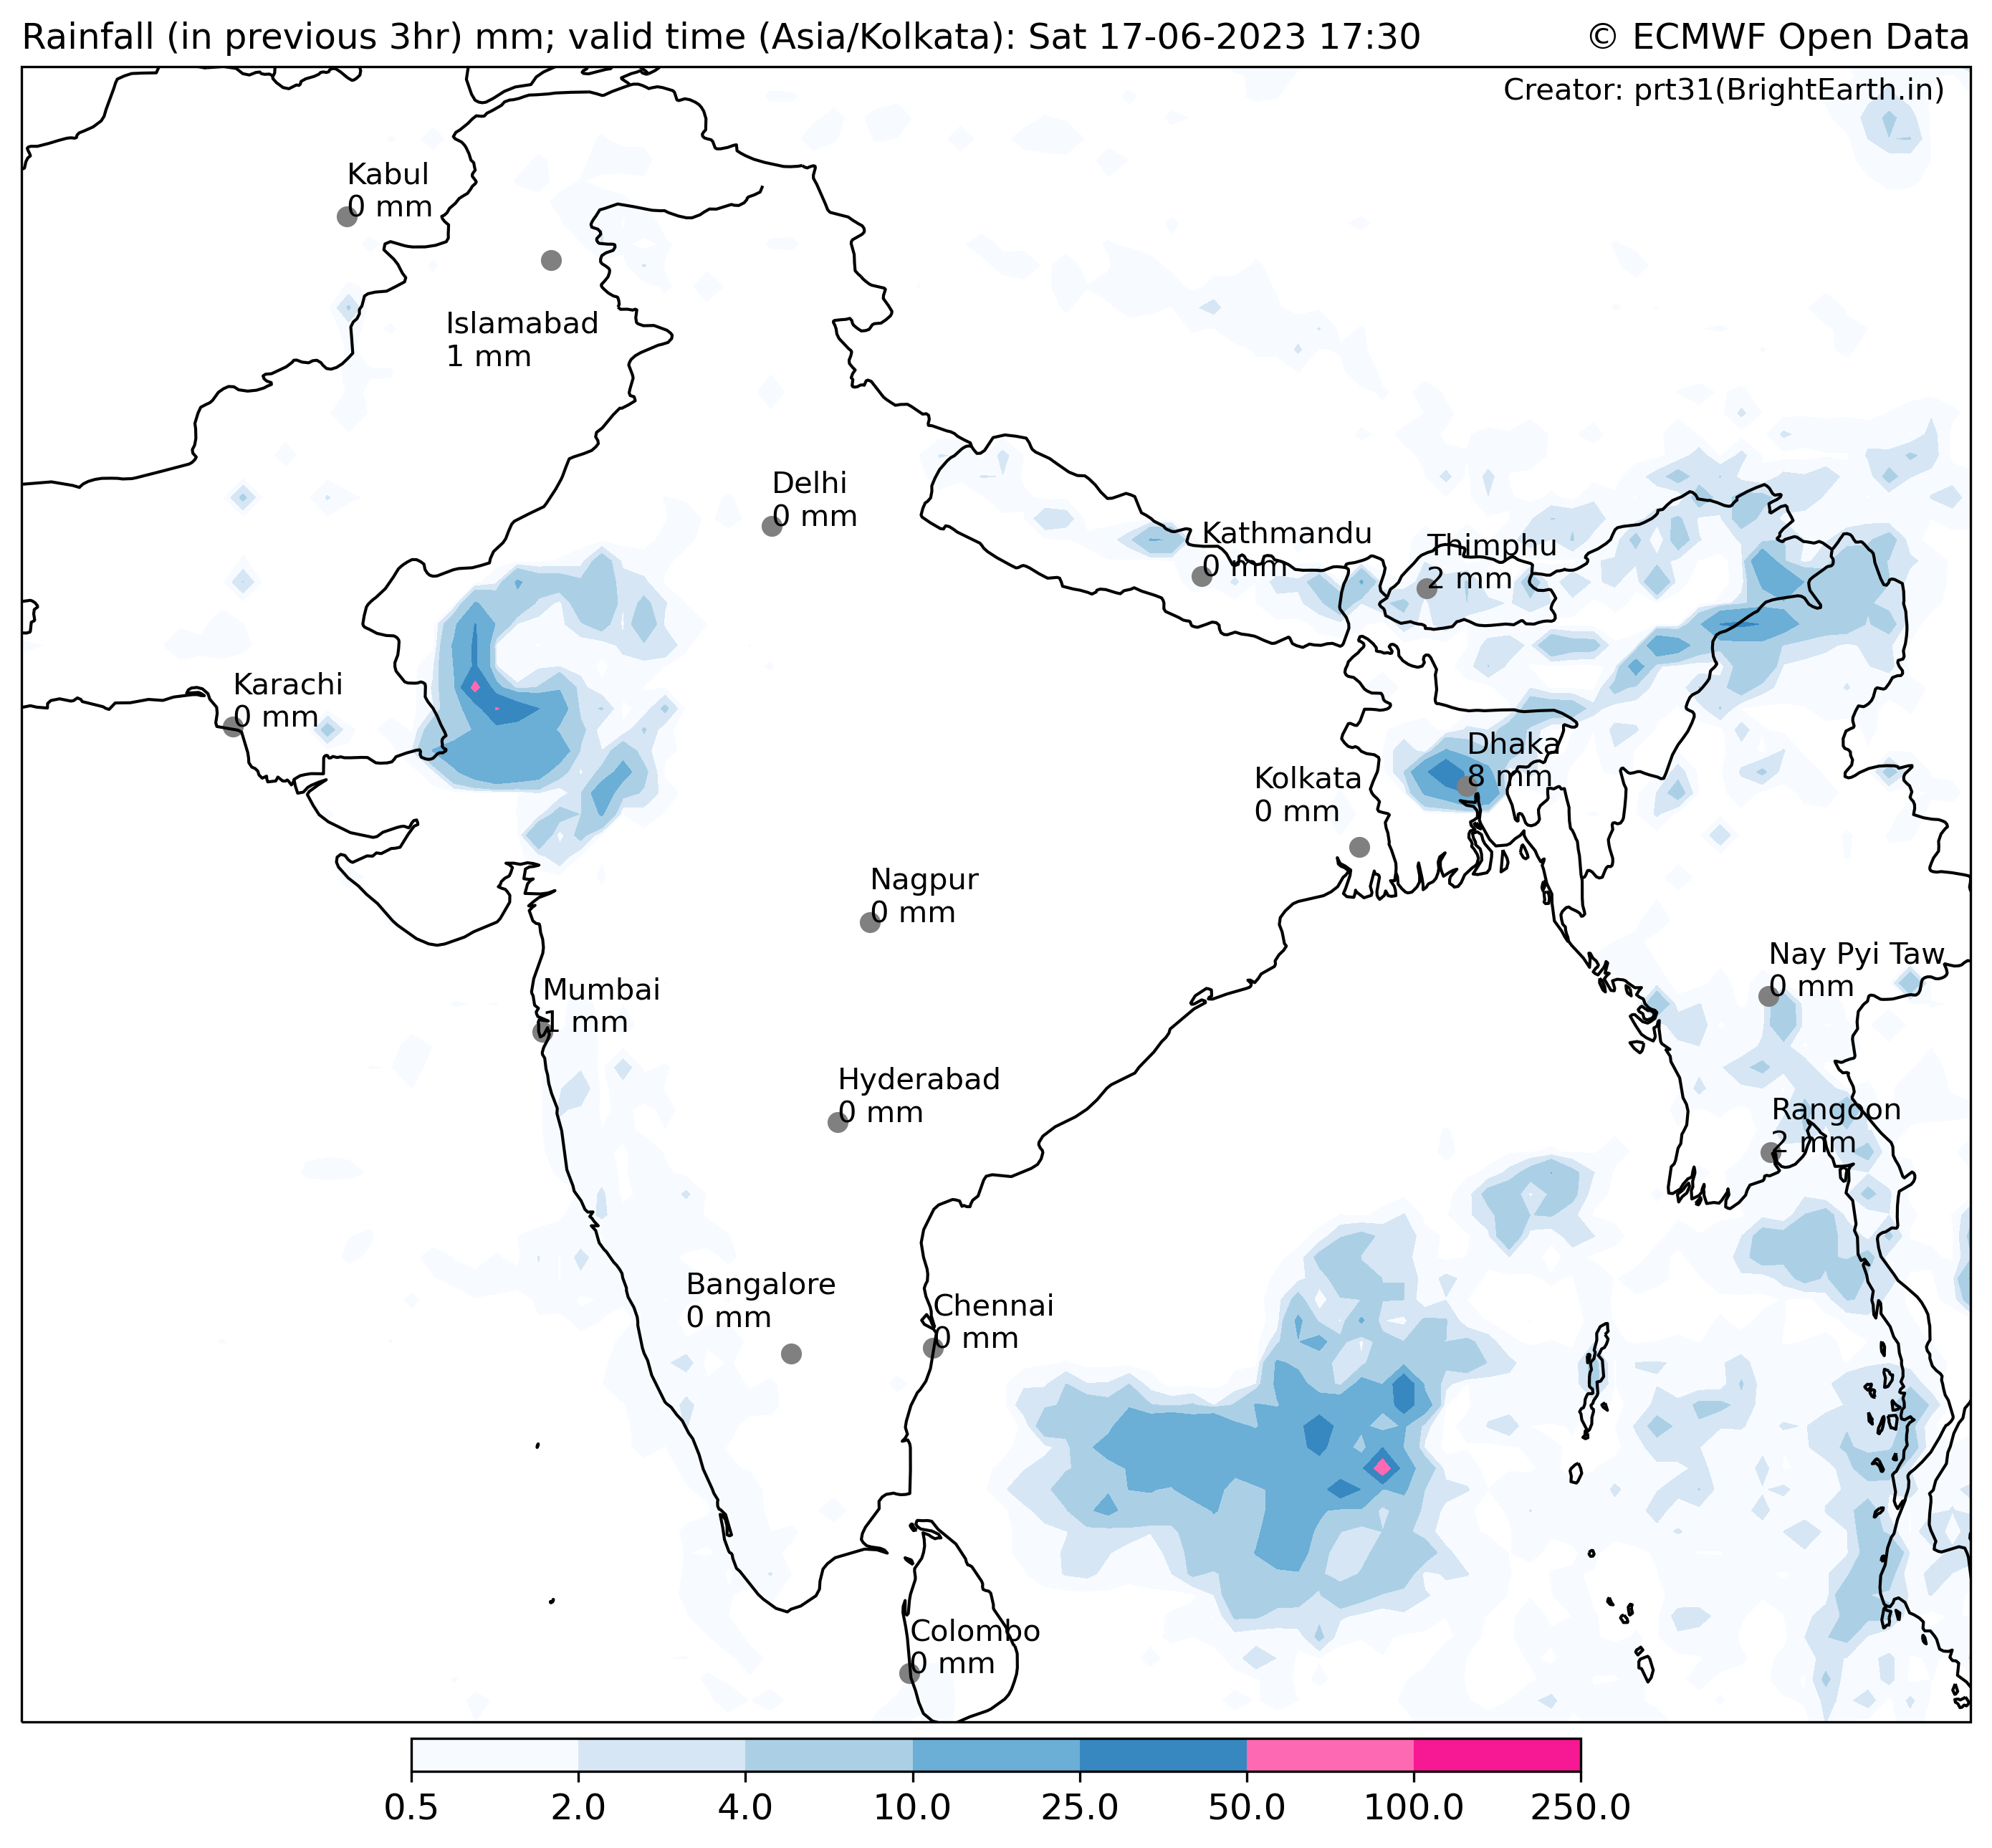 Rainfall (in previous 3hr) mm; valid time (Asia/Kolkata): Sat 17-06-2023 17:30
© ECMWF Open Data
Creator: prt31(BrightEarth.in)
Kabul
0 mm
Islamabad
1 mm
Delhi
0 mm
Kathmandu
0 mm
Thimphu
2 mm
Karachi
0 mm
Dhaka
8 mm
Kolkata
0 mm
Nagpur
0 mm
Nay Pyi Taw
0 mm
Mumbai
1 mm
Hyderabad
0 mm
Rangoon
2 mm
Bangalore
0 mm
Chennai
0 mm
Colombo
0 mm
0.5 2.0 4.0 10.0 25.0 50.0 100.0 250.0